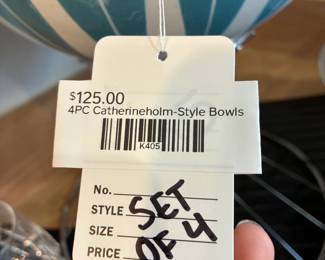 $125.00
4PC Catherineholm-Style Bowls
K405
No.
STYLE SET
SIZE
PRICE OF 4